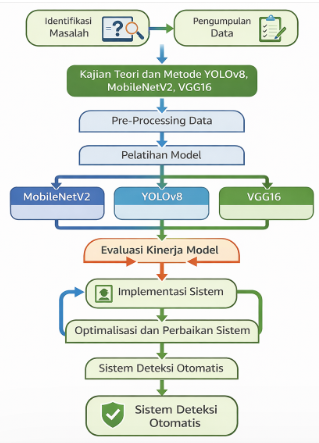 Identifikasi
Masalah
Pengumpulan
Data
Kajian Teori dan Metode YOLOv8,
MobileNetV2, VGG16
Pre-Processing Data
Pelatihan Model
MobileNetV2
YOLOv8
VGG16
Evaluasi Kinerja Model
Implementasi Sistem
Optimalisasi dan Perbaikan Sistem
Sistem Deteksi Otomatis
Sistem Deteksi
Otomatis